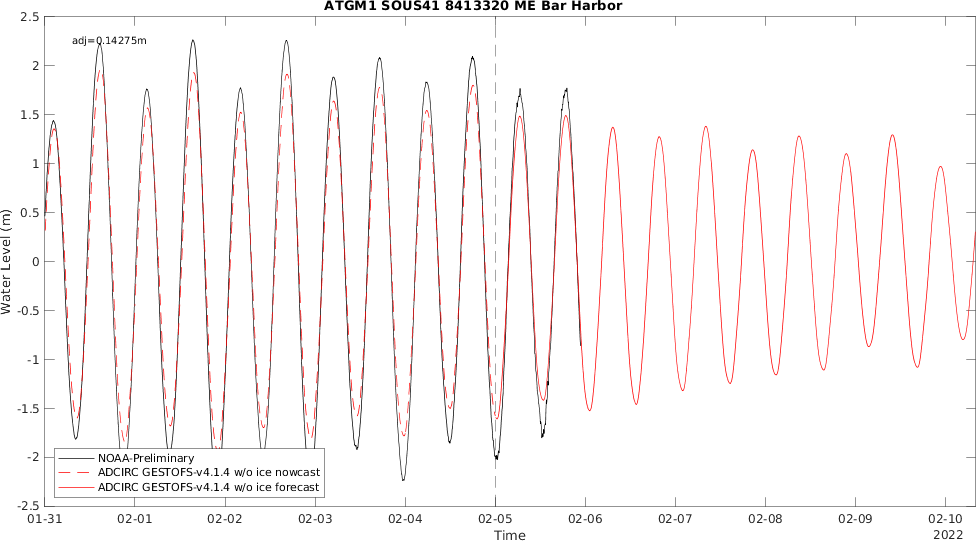 ATGM1 SOUS41 8413320 ME Bar Harbor
adj=0.14275m
2.5
2
1.5
1
0.5
0
-0.5
-1
-1.5
-2
-2.5
Water Level (m)
NOAA-Preliminary
ADCIRC GESTOFS-v4.1.4 w/o ice nowcast
ADCIRC GESTOFS-v4.1.4 w/o ice forecast
01-31 02-01 02-02 02-03 02-04 02-05 02-06 02-07 02-08 02-09 02-10
Time
2022